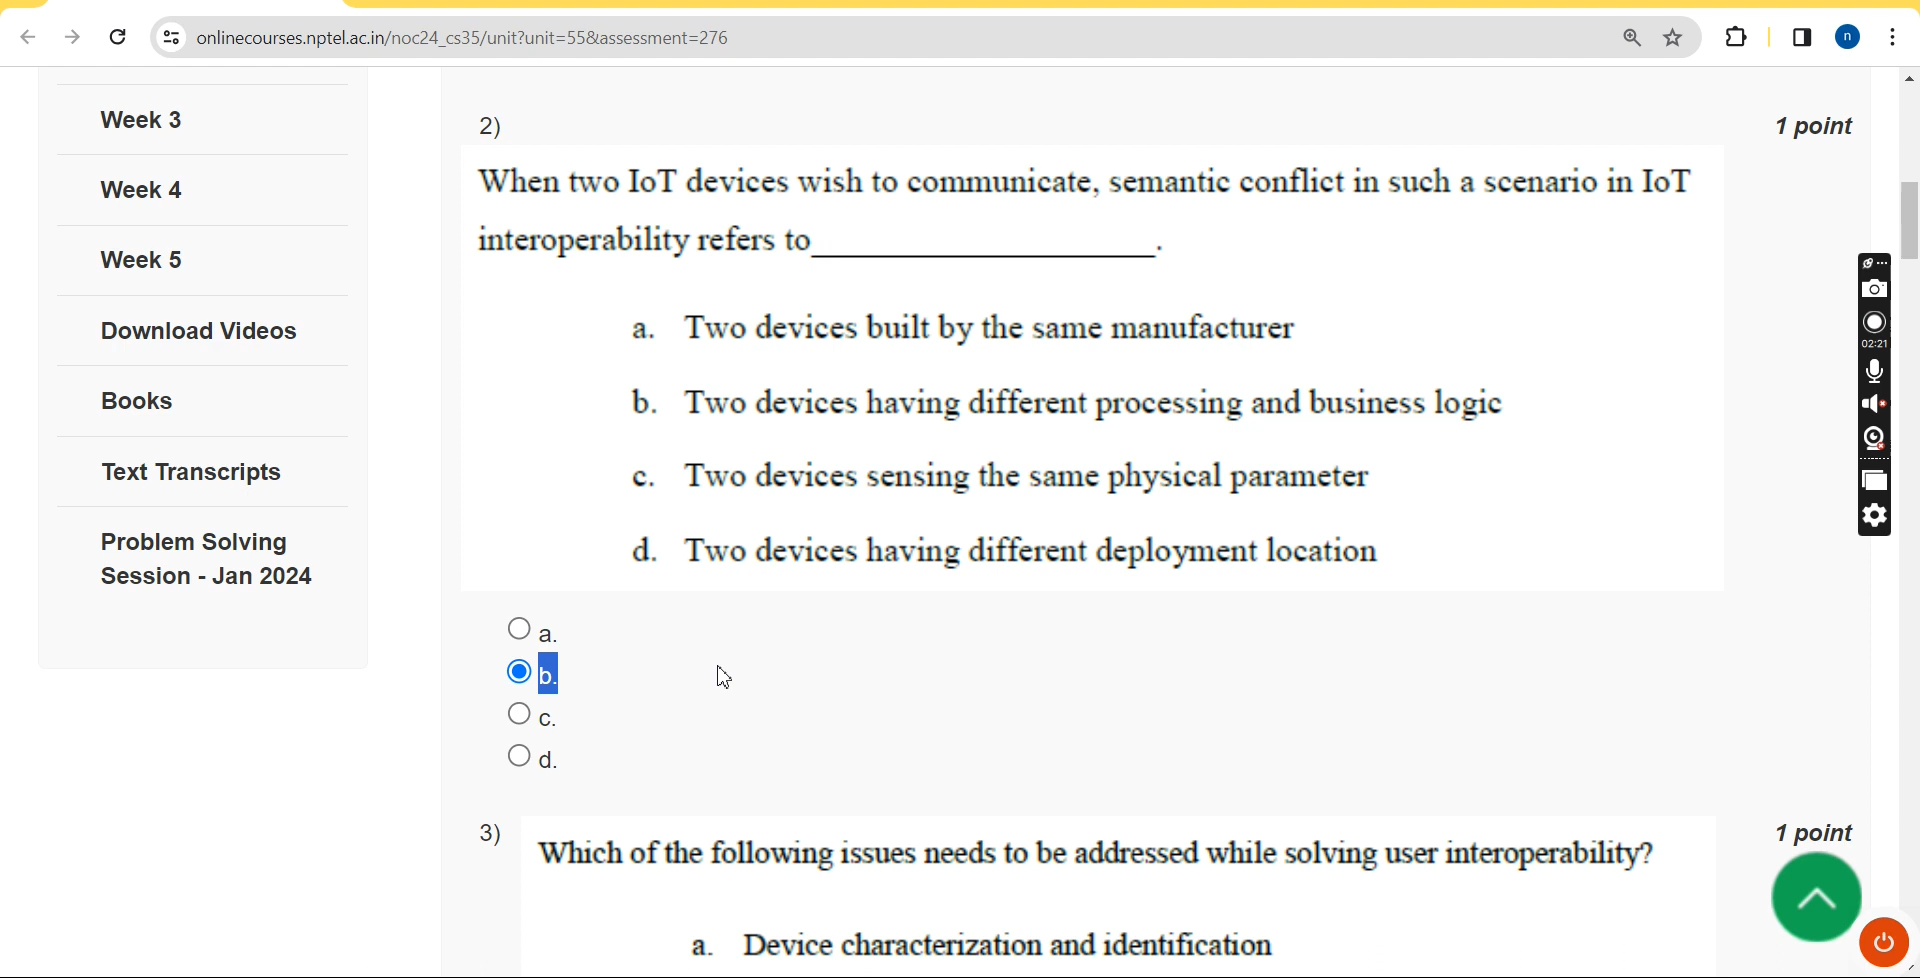 onlinecourses.nptel.ac.in/noc24_cs35/unit?unit=55&assessment=276
n
Week 3
Week 4
Week 5
Download Videos
Books
Text Transcripts
Problem Solving
Session - Jan 2024
2)
1 point
When two IoT devices wish to communicate, semantic conflict in such a scenario in IoT
interoperability refers to____________________.
a. Two devices built by the same manufacturer
b. Two devices having different processing and business logic
c. Two devices sensing the same physical parameter
d. Two devices having different deployment location
a.
b.
c.
d.
02:21
3)
1 point
Which of the following issues needs to be addressed while solving user interoperability?
a. Device characterization and identification